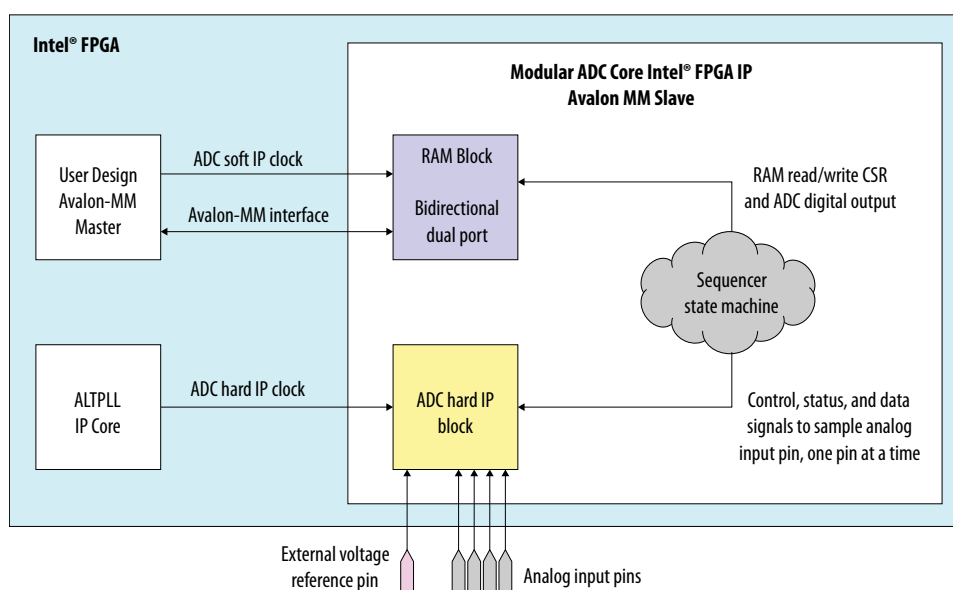 Intel® FPGA
Modular ADC Core Intel® FPGA IP
Avalon MM Slave
User Design
Avalon-MM
Master
ADC soft IP clock
Avalon-MM interface
RAM Block
Bidirectional
dual port
RAM read/write CSR
and ADC digital output
Sequencer
state machine
ALTPLL
IP Core
ADC hard IP clock
ADC hard IP
block
Control, status, and data
signals to sample analog
input pin, one pin at a time
External voltage
reference pin
Analog input pins